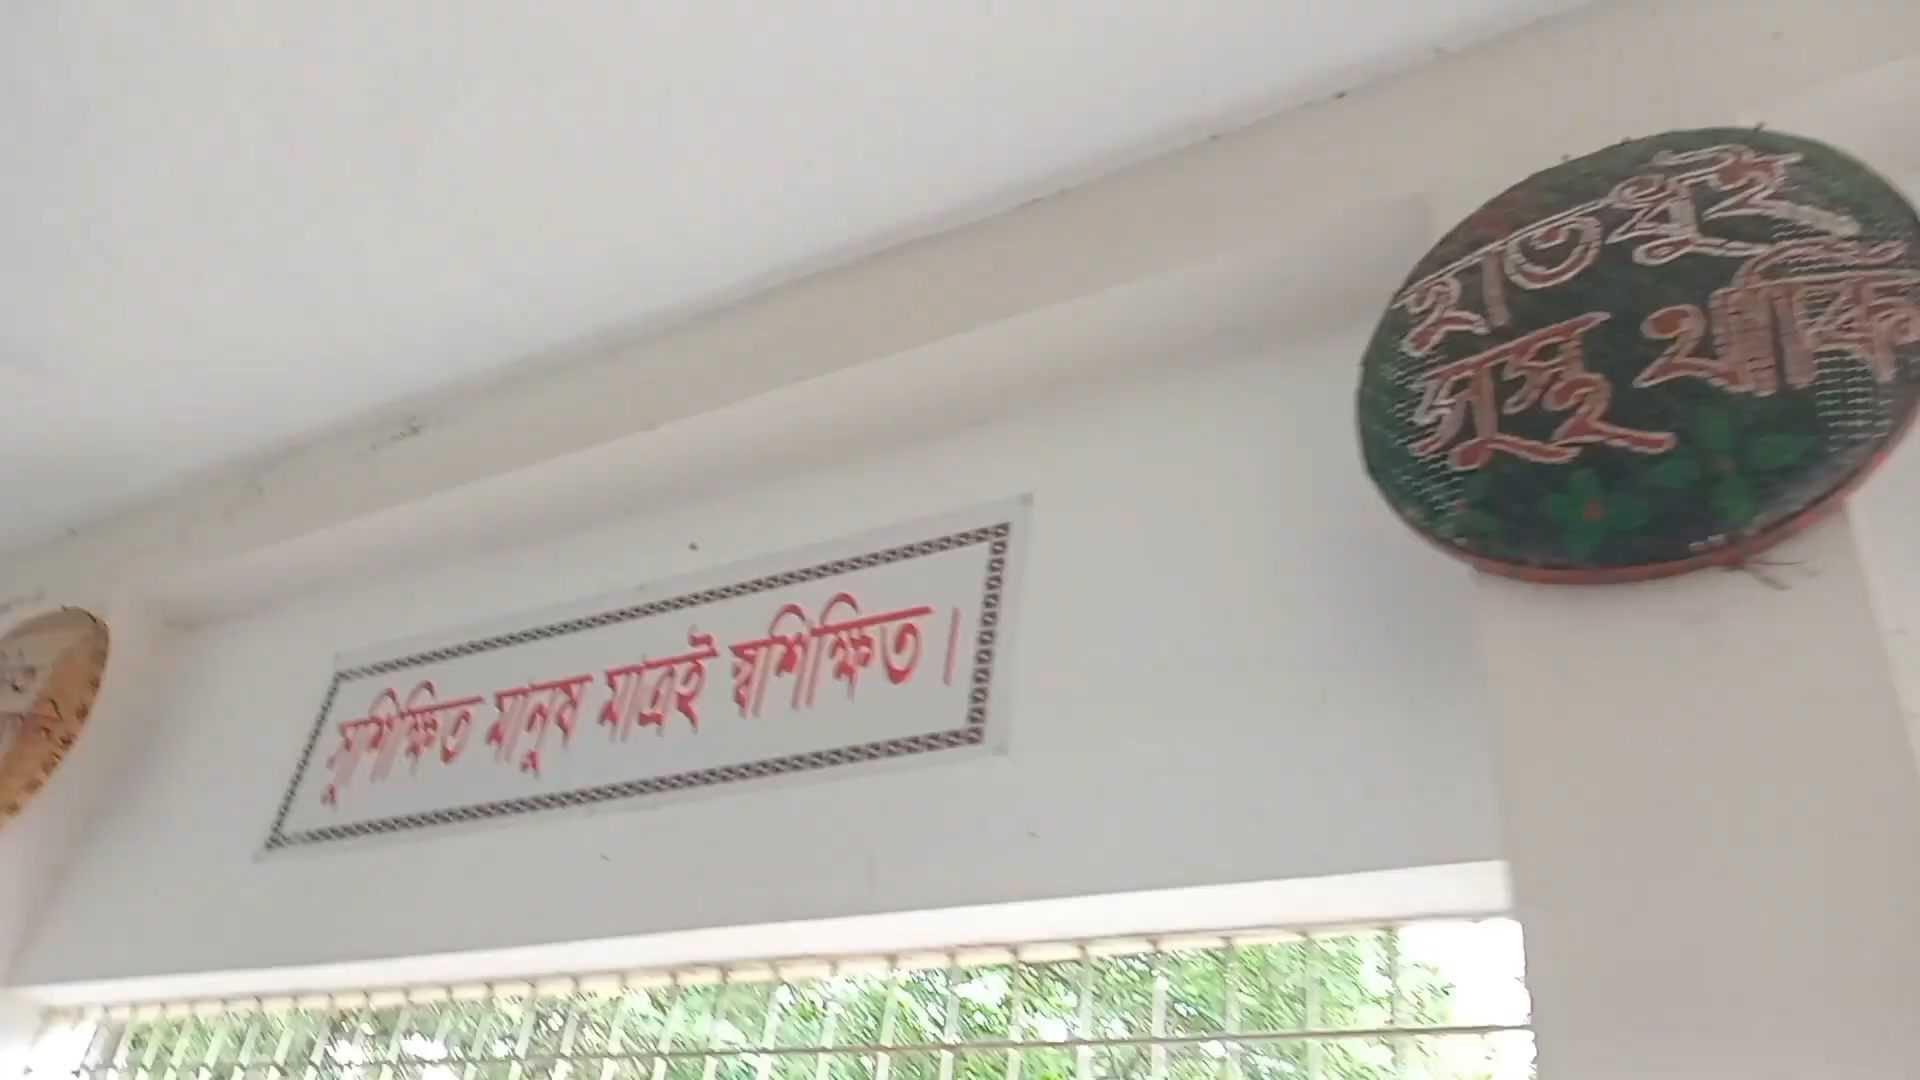 সুশিক্ষিত মানুষ মাত্রই স্বশিক্ষিত।
হাত ধুই
সুস্থ থাকি